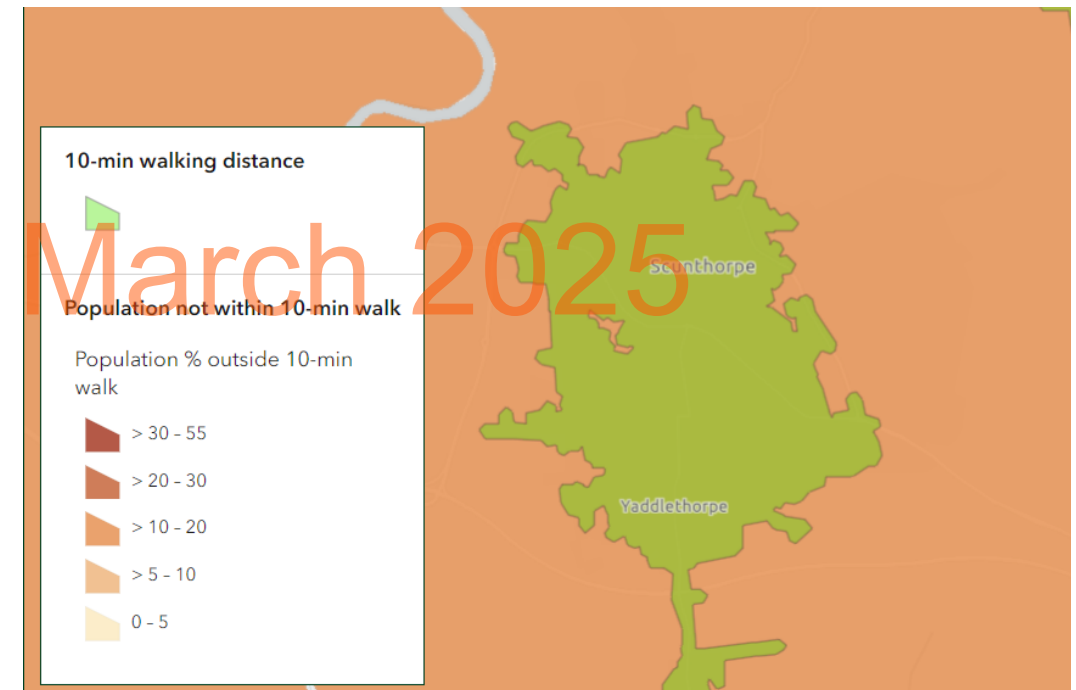 10-min walking distance
March 2025
Scunthorpe
Population not within 10-min walk
Population % outside 10-min
walk
> 30 - 55
> 20 - 30
Yaddlethorpe
> 10 - 20
> 5 - 10
0 - 5